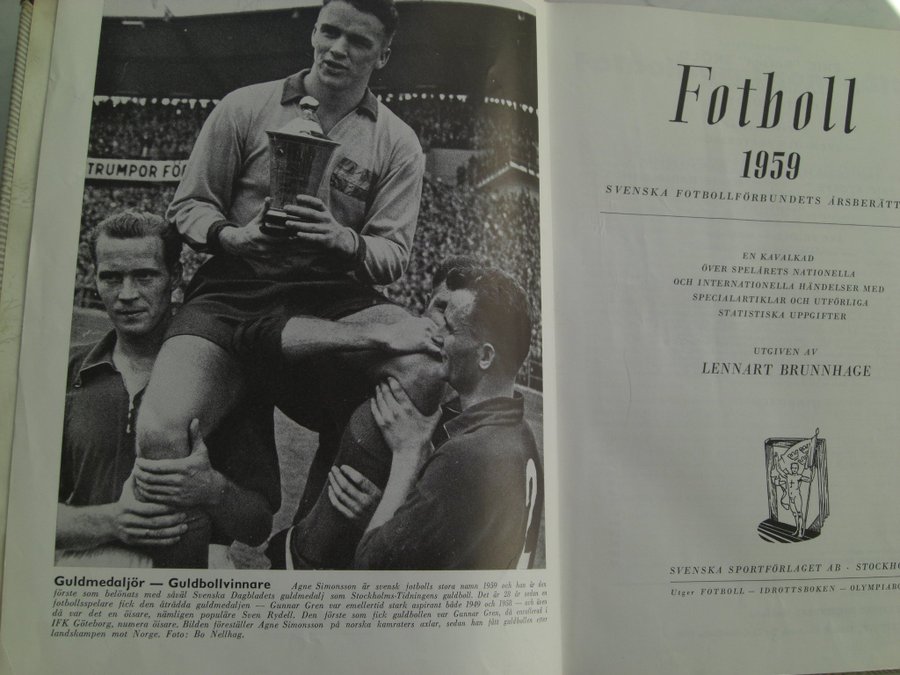 TRUMPOR FÖ
Guldmedaljör — Guldbollvinnare Agne Simonsson är svensk fotbolls stora namn 1959 och han är den
förste som belönats med såväl Svenska Dagbladets guldmedalj som Stockholms-Tidningens guldboll. Det är 28 år sedan en
fotbollsspelare fick den åtrådda guldmedaljen — Gunnar Gren var emellertid stark aspirant både 1949 och 1958 — och även
då var det en öisare, nämligen populäre Sven Rydell. Den förste som fick guldbollen var Gunnar Gren, då
IFK Göteborg, numera öisare. Bilden föreställer Agne Simonsson på norska kamraters axlar, sedan han fått guldbollen efter
landskampen mot Norge. Foto: Bo Nellhag.
Fotboll
1959
SVENSKA FOTBOLLFÖRBUNDETS ÅRSBERÄTT
EN KAVALKAD
ÖVER SPELÅRETS NATIONELLA
OCH INTERNATIONELLA HÄNDELSER MED
SPECIALARTIKLAR OCH UTFÖRLIGA
STATISTISKA UPPGIFTER
UTGIVEN AV
LENNART BRUNNHAGE
SVENSKA SPORTFÖRLAGET AB · STOCKHO
Utger FOTBOLL — IDROTTSBOKEN — OLYMPIABO